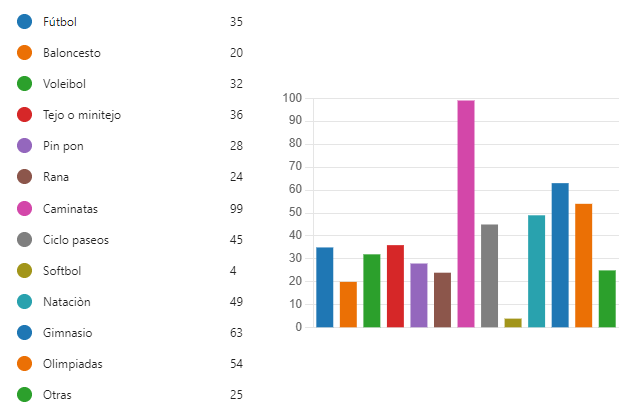 Fútbol 35
Baloncesto 20
Voleibol 32
Tejo o minitejo 36
Pin pon 28
Rana 24
Caminatas 99
Ciclo paseos 45
Softbol 4
Nataciòn 49
Gimnasio 63
Olimpiadas 54
Otras 25
100
90
80
70
60
50
40
30
20
10
0